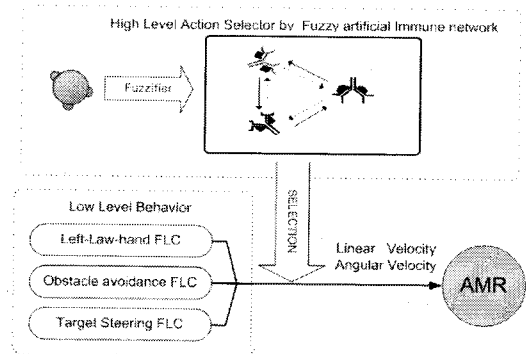 High Level Action Selector by Fuzzy artificial Immune network
Fuzzifier
SELECTION
Low Level Behavior
Left-Law-hand FLC
Obstacle avoidance FLC
Target Steering FLC
Linear Velocity
Angular Velocity
AMR